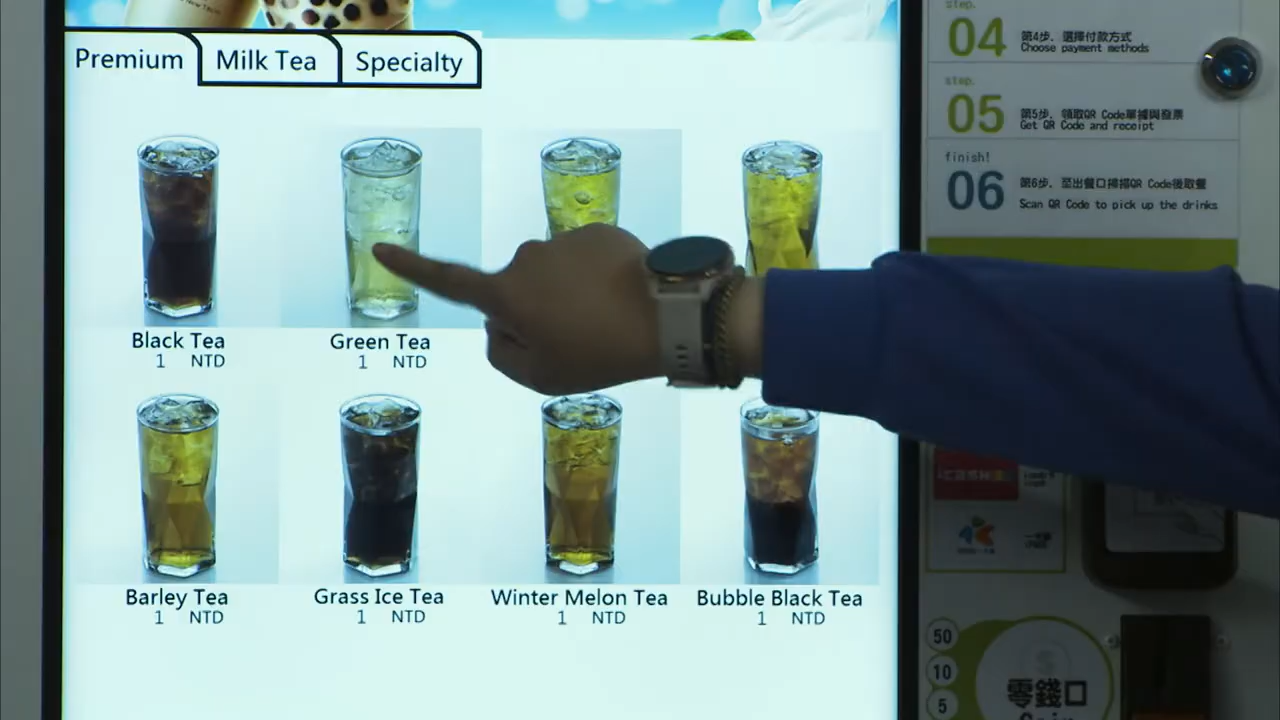 Premium
Milk Tea
Specialty
Black Tea
1 NTD
Green Tea
1 NTD
Barley Tea
1 NTD
Grass Ice Tea
1 NTD
Winter Melon Tea
1 NTD
Bubble Black Tea
1 NTD
step.
04
第4步. 選擇付款方式
Choose payment methods
step.
05
第5步. 領取QR Code單據與發票
Get QR Code and receipt
finish!
06
第6步. 至出餐口掃描QR Code後取餐
Scan QR Code to pick up the drinks
50
10
5
零錢口
Coin